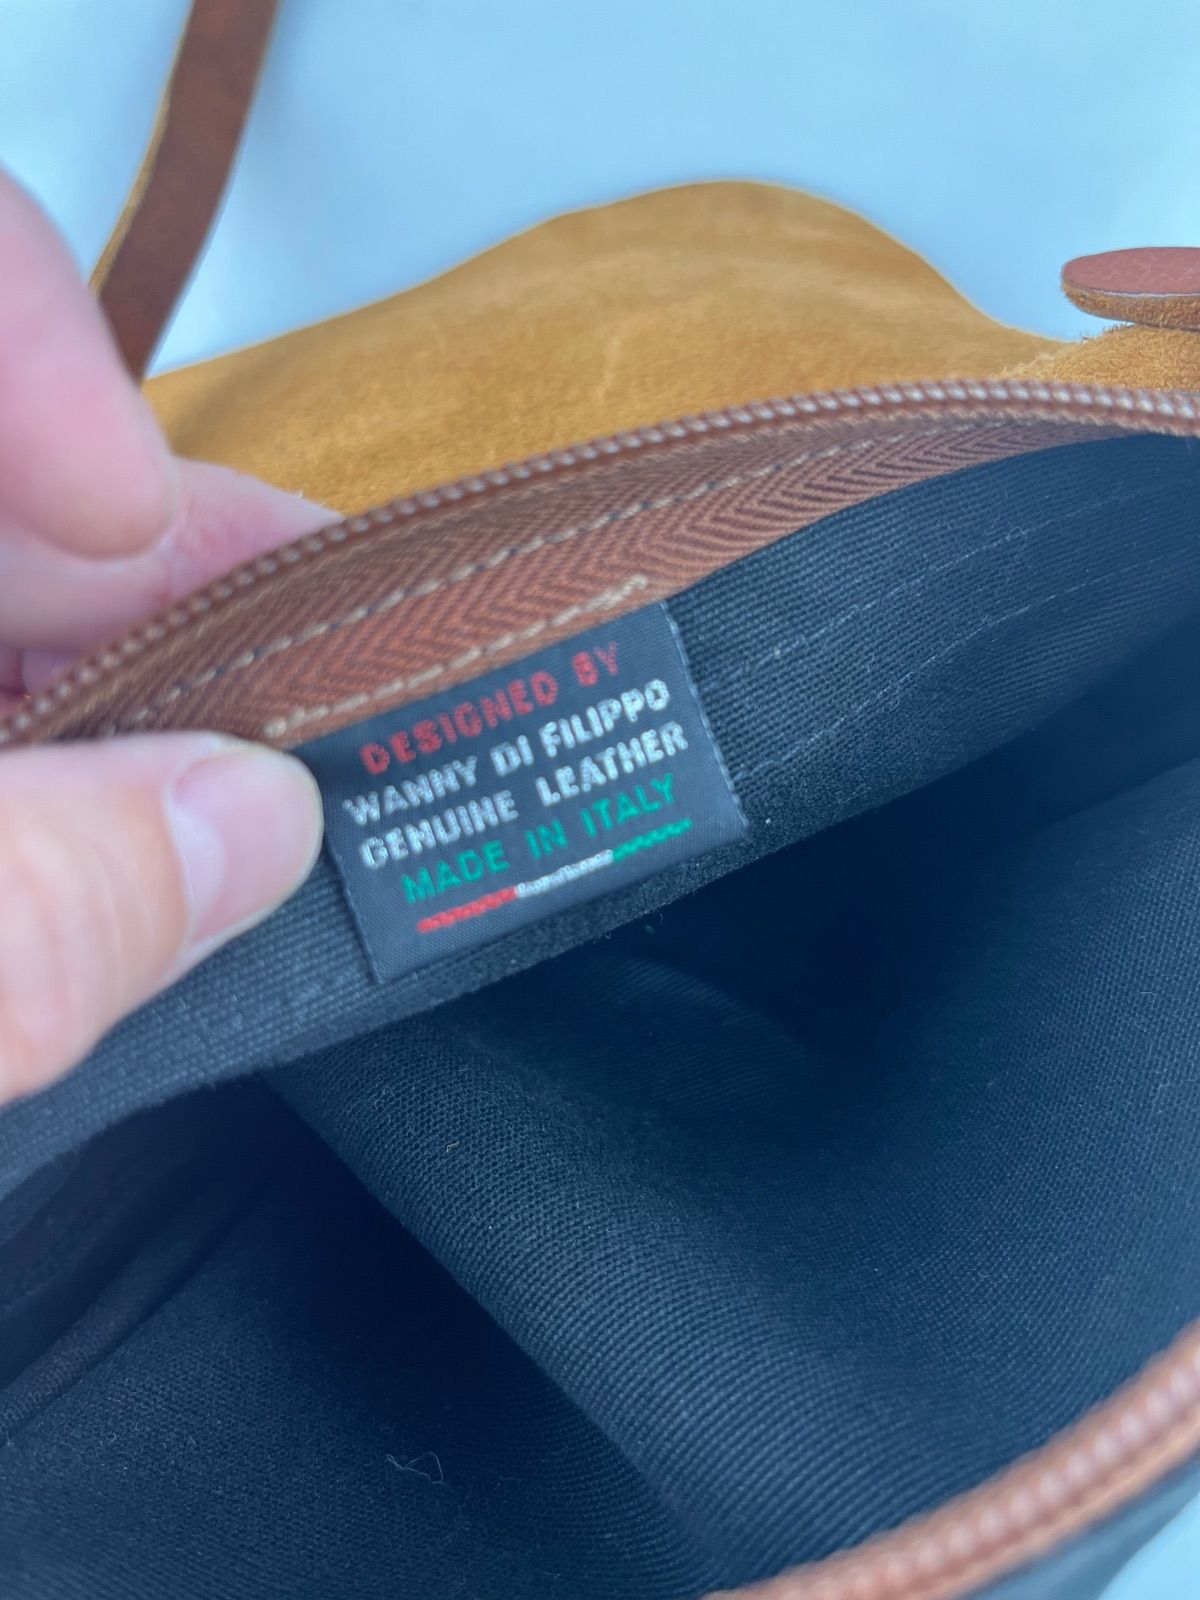 DESIGNED BY
WANNY DI FILIPPO
GENUINE LEATHER
MADE IN ITALY